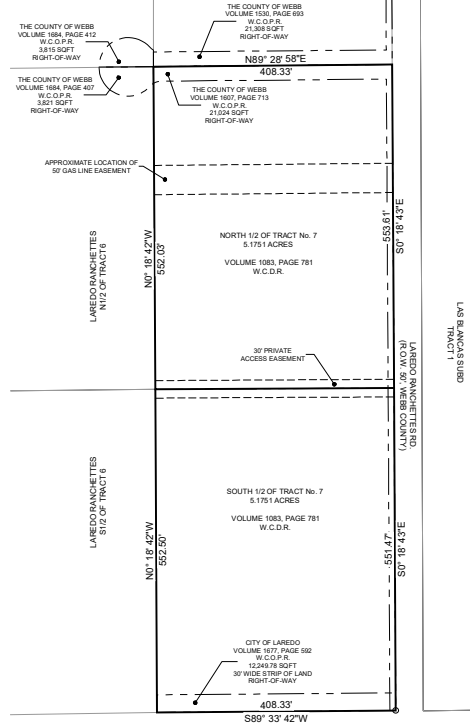 THE COUNTY OF WEBB
VOLUME 1530, PAGE 693
W.C.O.P.R.
21,308 SQFT
RIGHT-OF-WAY
THE COUNTY OF WEBB
VOLUME 1684, PAGE 412
W.C.O.P.R.
3,815 SQFT
RIGHT-OF-WAY
N89° 28' 58"E
408.33'
THE COUNTY OF WEBB
VOLUME 1684, PAGE 407
W.C.O.P.R.
3,821 SQFT
RIGHT-OF-WAY
THE COUNTY OF WEBB
VOLUME 1607, PAGE 713
W.C.O.P.R.
21,024 SQFT
RIGHT-OF-WAY
APPROXIMATE LOCATION OF
50' GAS LINE EASEMENT
LAREDO RANCHETTES
N1/2 OF TRACT 6
N0° 18' 42"W
552.03'
NORTH 1/2 OF TRACT No. 7
5.1751 ACRES
VOLUME 1083, PAGE 781
W.C.D.R.
553.61'
S0° 18' 43"E
30' PRIVATE
ACCESS EASEMENT
LAREDO RANCHETTES RD.
(R.O.W. 50', WEBB COUNTY)
LAS BLANCAS SUBD
TRACT 1
LAREDO RANCHETTES
S1/2 OF TRACT 6
N0° 18' 42"W
552.50'
SOUTH 1/2 OF TRACT No. 7
5.1751 ACRES
VOLUME 1083, PAGE 781
W.C.D.R.
551.47'
S0° 18' 43"E
CITY OF LAREDO
VOLUME 1677, PAGE 592
W.C.O.P.R.
12,249.78 SQFT
30' WIDE STRIP OF LAND
RIGHT-OF-WAY
408.33'
S89° 33' 42"W